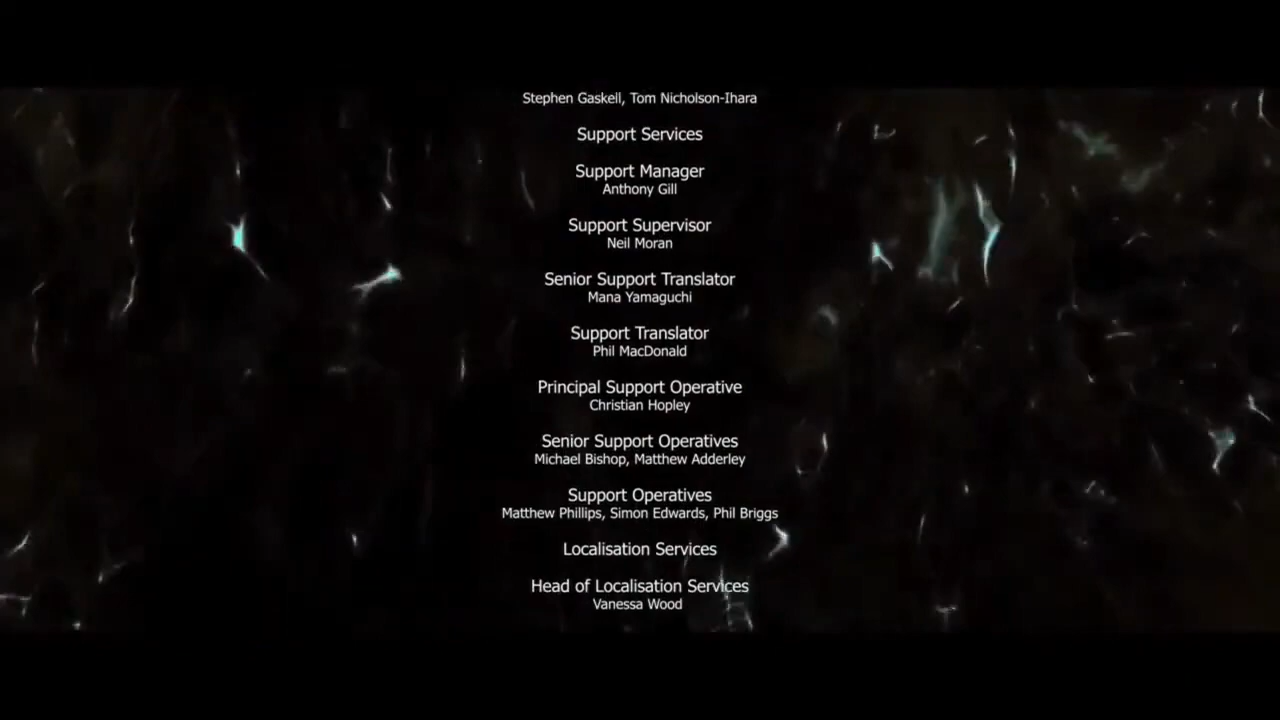 Stephen Gaskell, Tom Nicholson-Ihara
Support Services
Support Manager
Anthony Gill
Support Supervisor
Neil Moran
Senior Support Translator
Mana Yamaguchi
Support Translator
Phil MacDonald
Principal Support Operative
Christian Hopley
Senior Support Operatives
Michael Bishop, Matthew Adderley
Support Operatives
Matthew Phillips, Simon Edwards, Phil Briggs
Localisation Services
Head of Localisation Services
Vanessa Wood